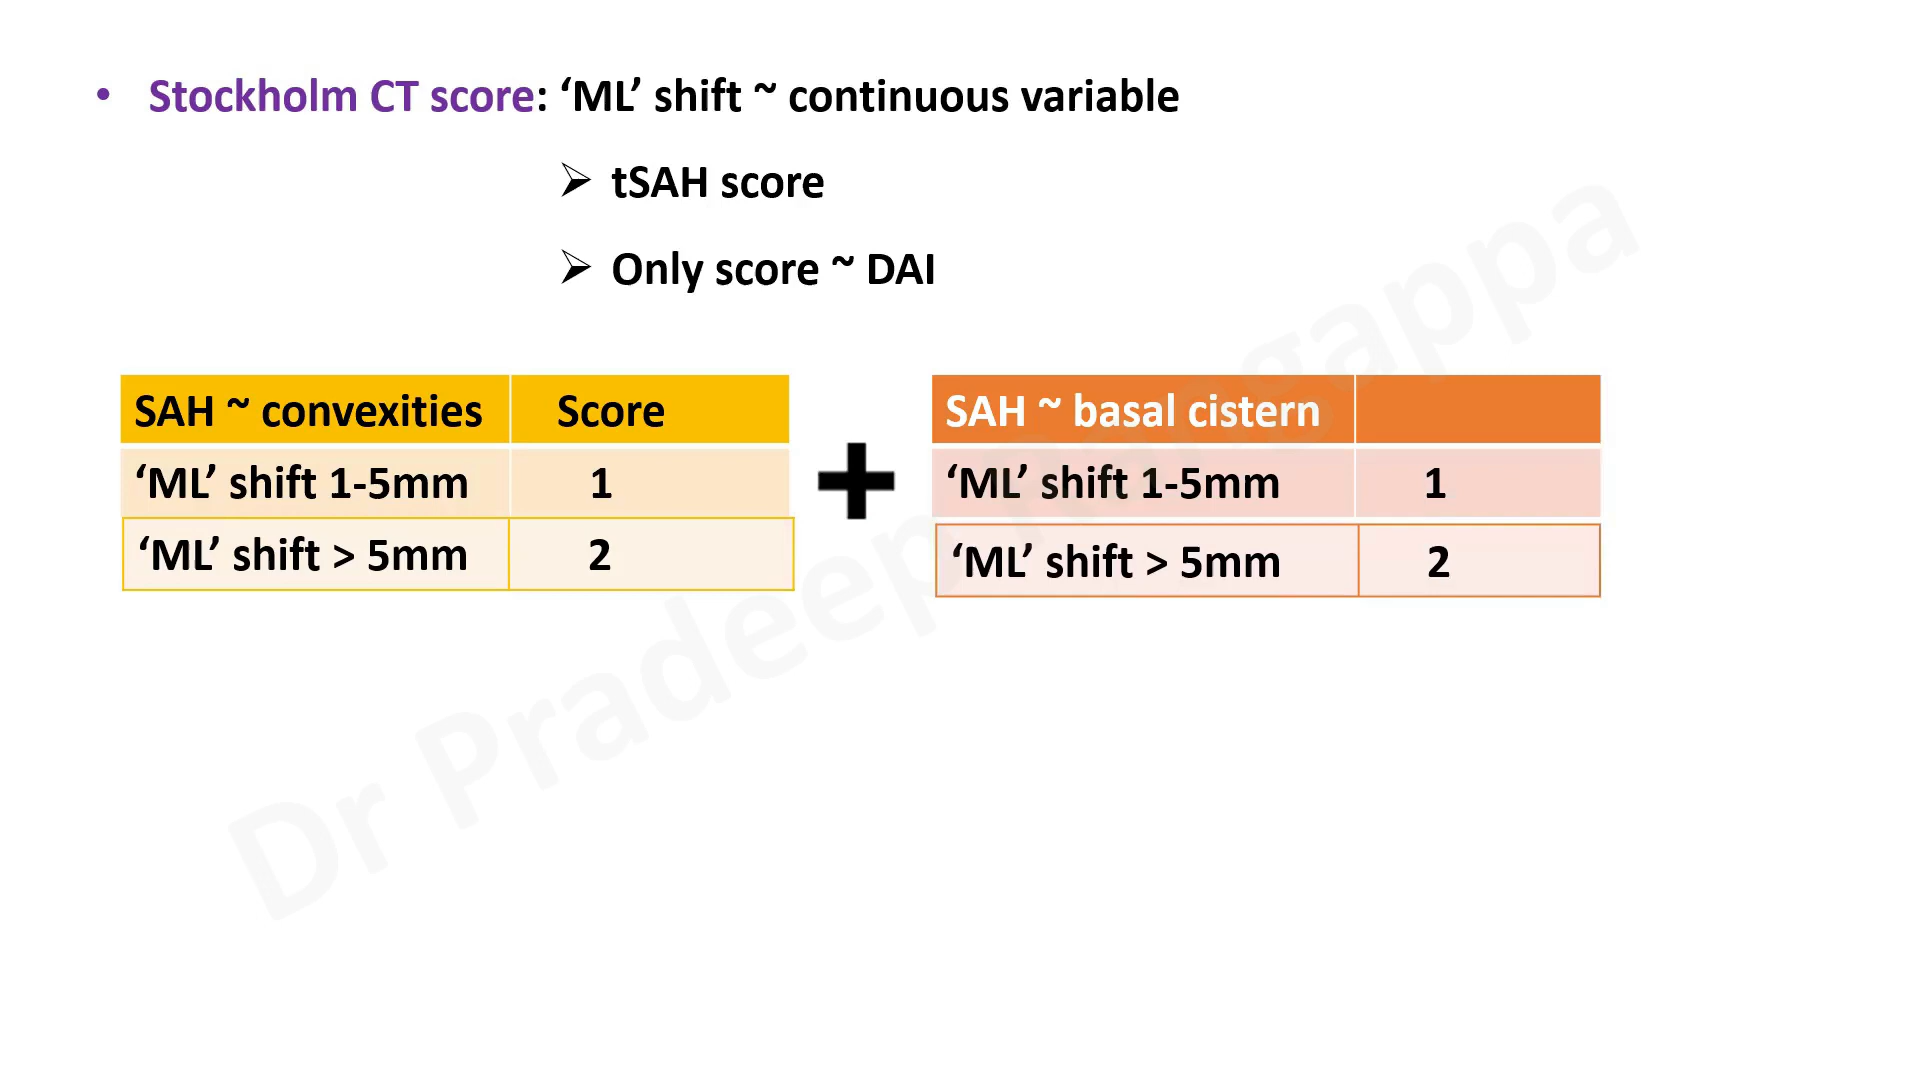 • Stockholm CT score: ‘ML’ shift ~ continuous variable
➢ tSAH score
➢ Only score ~ DAI
SAH ~ convexities Score
‘ML’ shift 1-5mm 1
‘ML’ shift > 5mm 2
+
SAH ~ basal cistern
‘ML’ shift 1-5mm 1
‘ML’ shift > 5mm 2
Dr Pradeep Rangappa